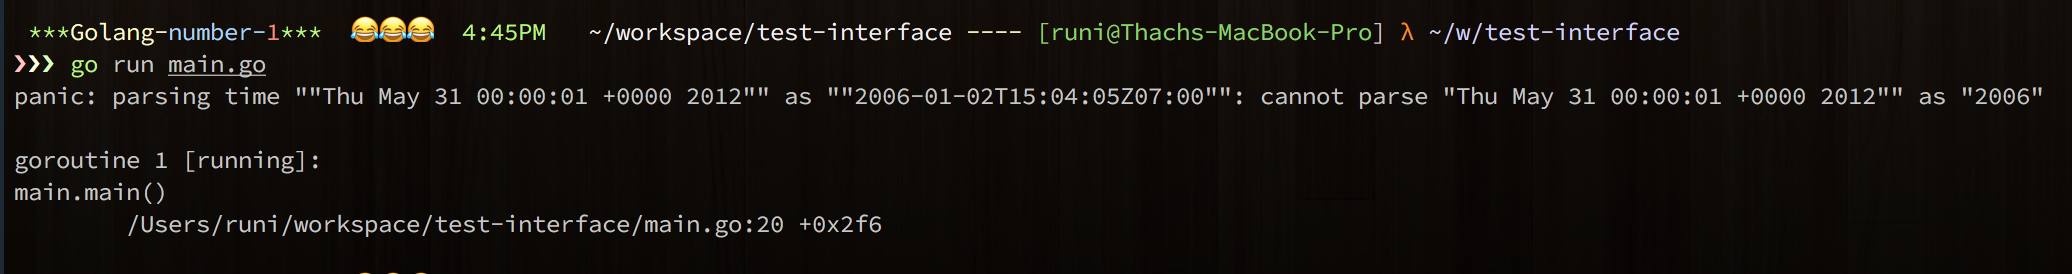 ***Golang-number-1*** 😂😂😂 4:45PM ~/workspace/test-interface ---- [runi@Thachs-MacBook-Pro] λ ~/w/test-interface
❯❯❯ go run main.go
panic: parsing time ""Thu May 31 00:00:01 +0000 2012"" as ""2006-01-02T15:04:05Z07:00"": cannot parse "Thu May 31 00:00:01 +0000 2012"" as "2006"
goroutine 1 [running]:
main.main()
/Users/runi/workspace/test-interface/main.go:20 +0x2f6